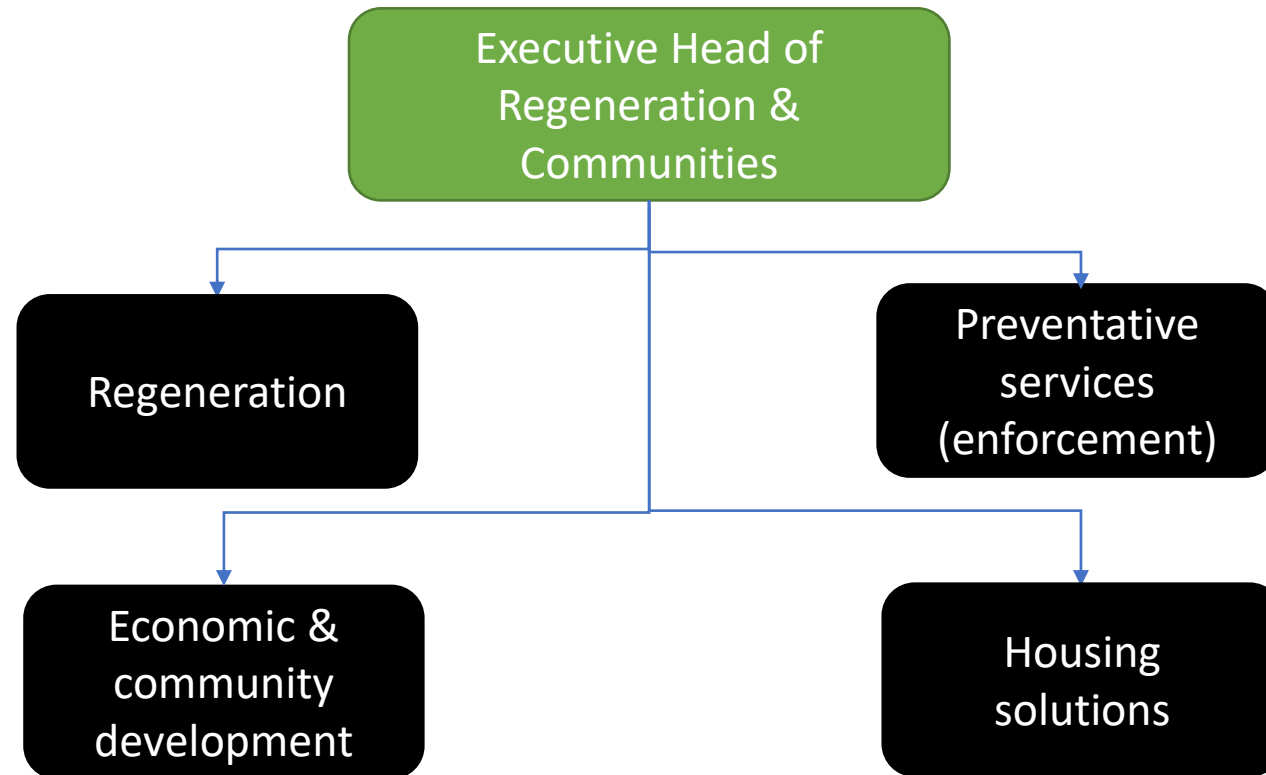 Executive Head of
Regeneration &
Communities
Regeneration
Preventative
services
(enforcement)
Economic &
community
development
Housing
solutions